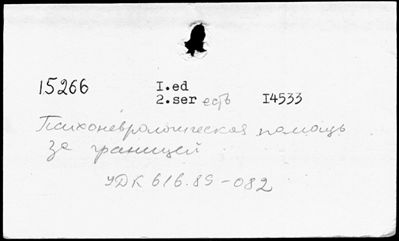 15266 I.ed
2.ser есть I4533
Психоневрологическая помощь
за границей
УДК 616.89-082